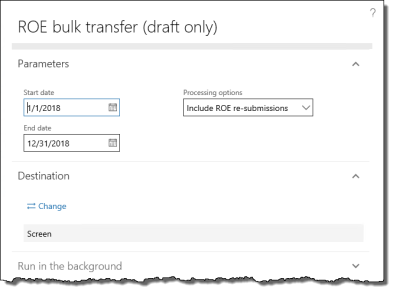 ?
ROE bulk transfer (draft only)
Parameters
Start date
1/1/2018
Processing options
Include ROE re-submissions
End date
12/31/2018
Destination
Change
Screen
Run in the background